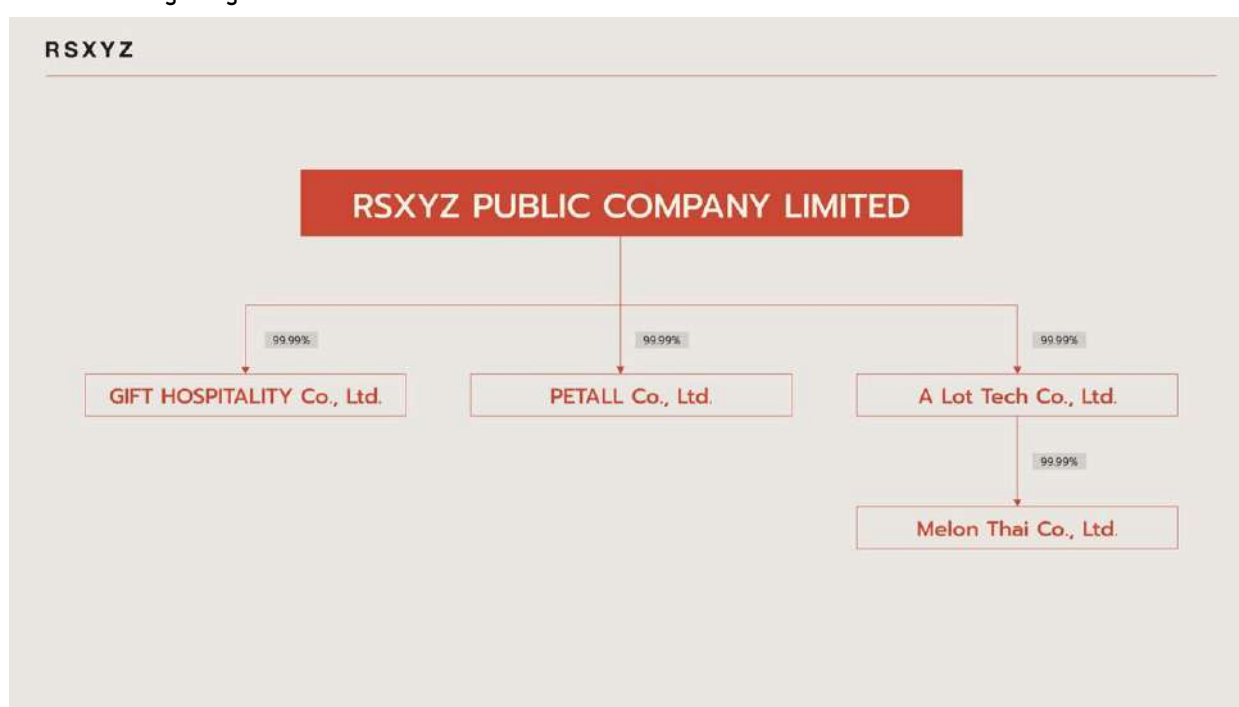 RSXYZ
RSXYZ PUBLIC COMPANY LIMITED
99.99%
99.99%
99.99%
GIFT HOSPITALITY Co., Ltd.
PETALL Co., Ltd.
A Lot Tech Co., Ltd.
99.99%
Melon Thai Co., Ltd.